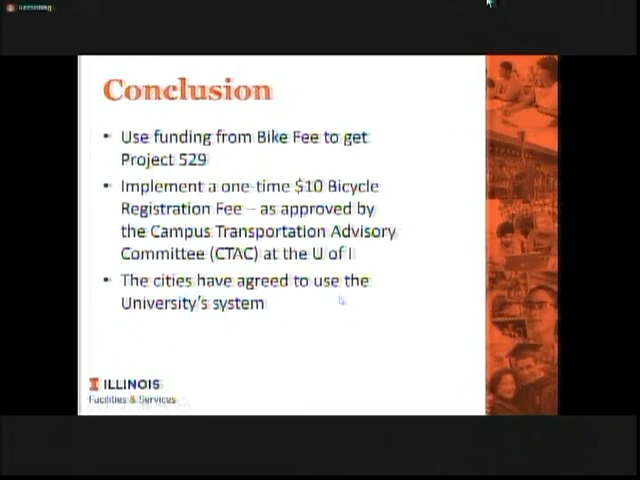 Conclusion
Use funding from Bike Fee to get
Project 529
Implement a one-time $10 Bicycle
Registration Fee – as approved by
the Campus Transportation Advisory
Committee (CTAC) at the U of I
The cities have agreed to use the
University's system
ILLINOIS
Facilities & Services